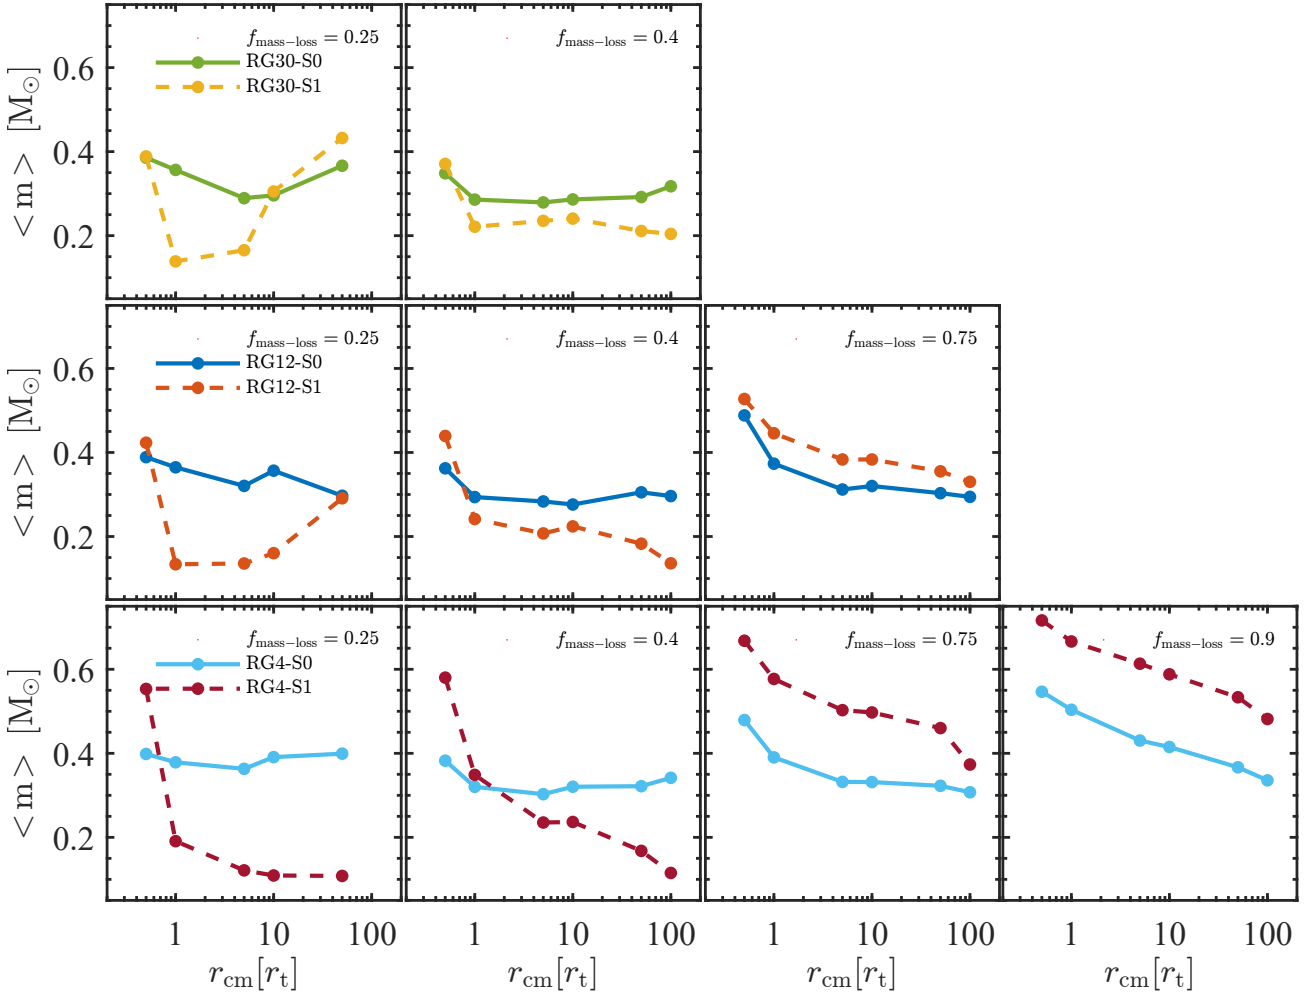 f_mass−loss = 0.25
RG30-S0
RG30-S1
f_mass−loss = 0.4
0.6
0.4
0.2
< m > [M⊙]
f_mass−loss = 0.25
RG12-S0
RG12-S1
f_mass−loss = 0.4
f_mass−loss = 0.75
0.6
0.4
0.2
< m > [M⊙]
f_mass−loss = 0.25
RG4-S0
RG4-S1
f_mass−loss = 0.4
f_mass−loss = 0.75
f_mass−loss = 0.9
0.6
0.4
0.2
< m > [M⊙]
1 10 100 1 10 100 1 10 100 1 10 100
r_cm[r_t] r_cm[r_t] r_cm[r_t] r_cm[r_t]